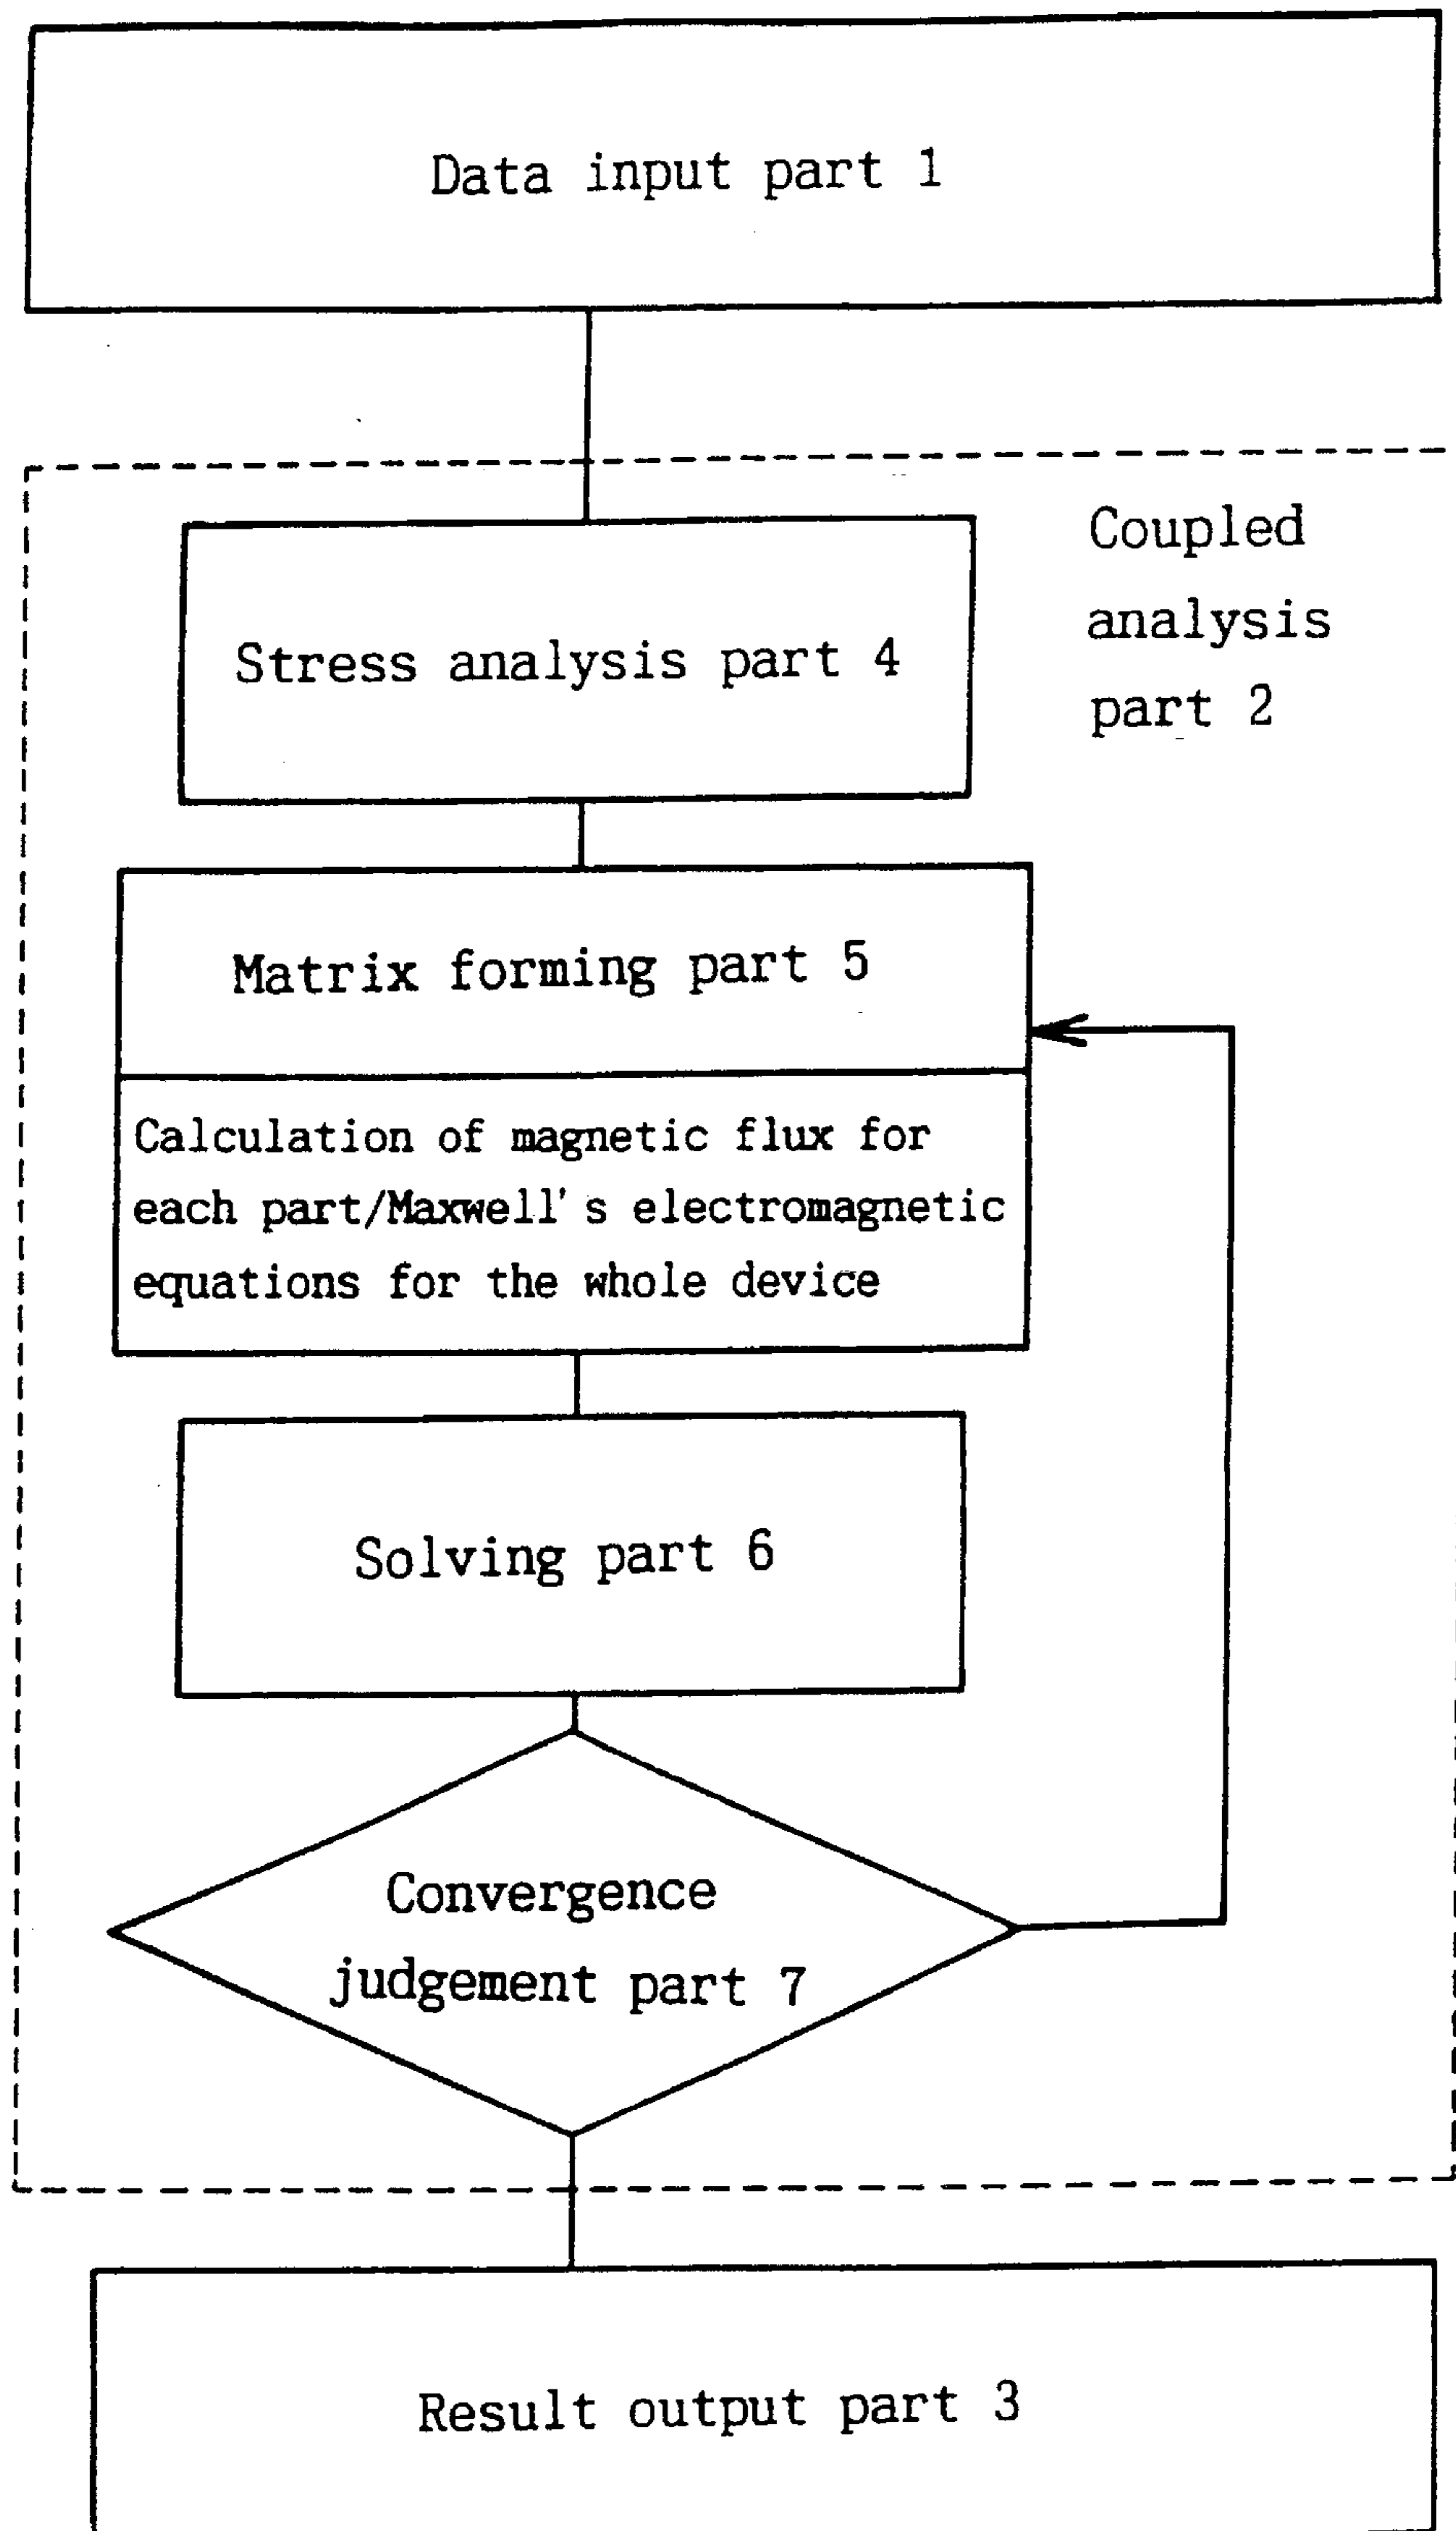 Data input part 1
Coupled
analysis
part 2
Stress analysis part 4
Matrix forming part 5
Calculation of magnetic flux for
each part/Maxwell's electromagnetic
equations for the whole device
Solving part 6
Convergence
judgement part 7
Result output part 3